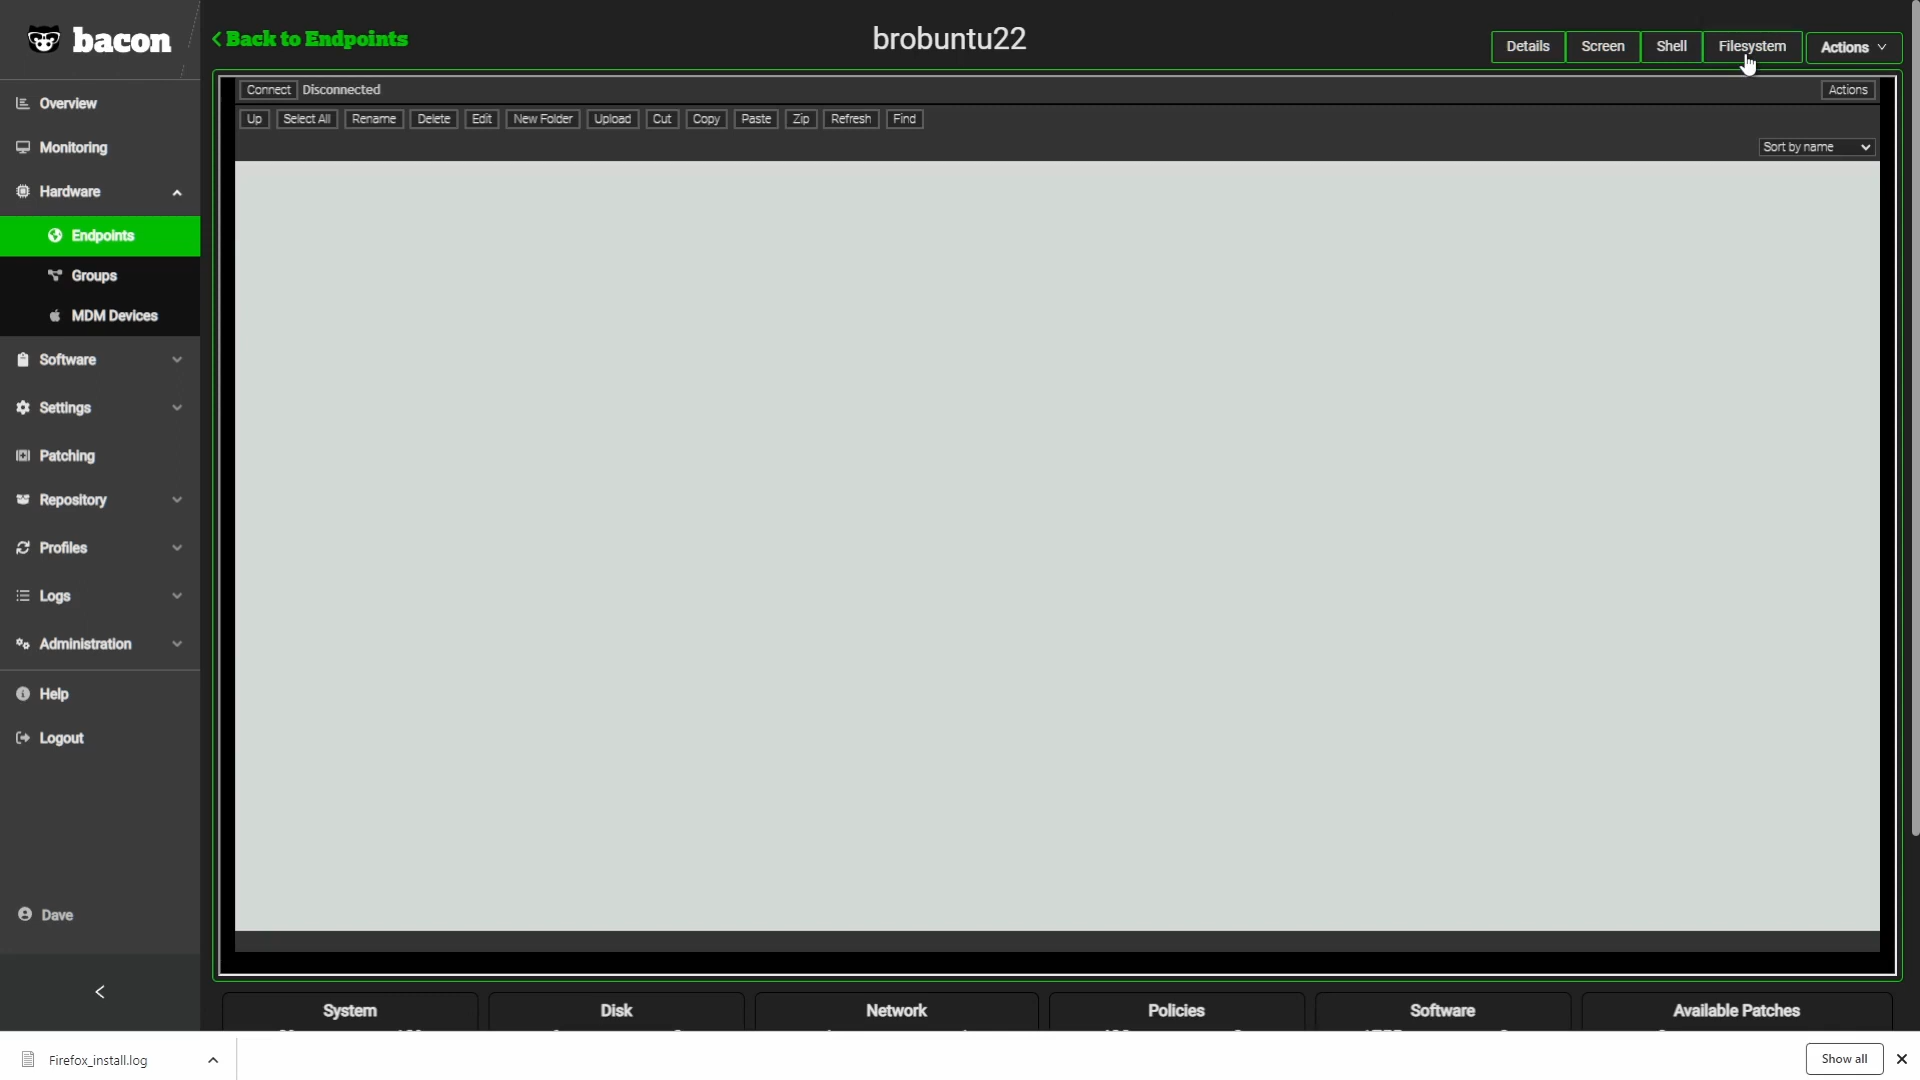 bacon
Back to Endpoints
brobuntu22
Details
Screen
Shell
Filesystem
Actions
Connect
Disconnected
Actions
Up
Select All
Rename
Delete
Edit
New Folder
Upload
Cut
Copy
Paste
Zip
Refresh
Find
Sort by name
Overview
Monitoring
Hardware
Endpoints
Groups
MDM Devices
Software
Settings
Patching
Repository
Profiles
Logs
Administration
Help
Logout
Dave
System
Disk
Network
Policies
Software
Available Patches
Firefox_install.log
Show all